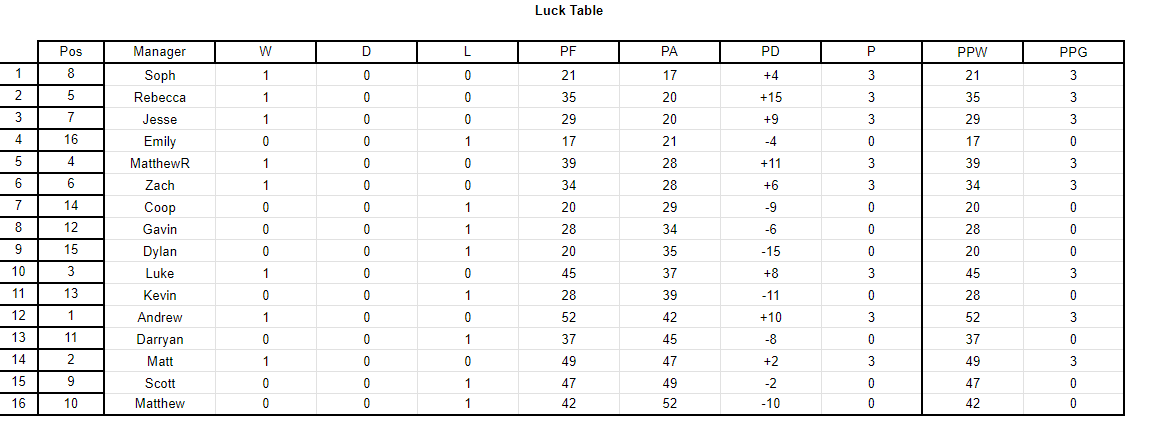 Luck Table
Pos Manager W D L PF PA PD P PPW PPG
1 8 Soph 1 0 0 21 17 +4 3 21 3
2 5 Rebecca 1 0 0 35 20 +15 3 35 3
3 7 Jesse 1 0 0 29 20 +9 3 29 3
4 16 Emily 0 0 1 17 21 -4 0 17 0
5 4 MatthewR 1 0 0 39 28 +11 3 39 3
6 6 Zach 1 0 0 34 28 +6 3 34 3
7 14 Coop 0 0 1 20 29 -9 0 20 0
8 12 Gavin 0 0 1 28 34 -6 0 28 0
9 15 Dylan 0 0 1 20 35 -15 0 20 0
10 3 Luke 1 0 0 45 37 +8 3 45 3
11 13 Kevin 0 0 1 28 39 -11 0 28 0
12 1 Andrew 1 0 0 52 42 +10 3 52 3
13 11 Darryan 0 0 1 37 45 -8 0 37 0
14 2 Matt 1 0 0 49 47 +2 3 49 3
15 9 Scott 0 0 1 47 49 -2 0 47 0
16 10 Matthew 0 0 1 42 52 -10 0 42 0